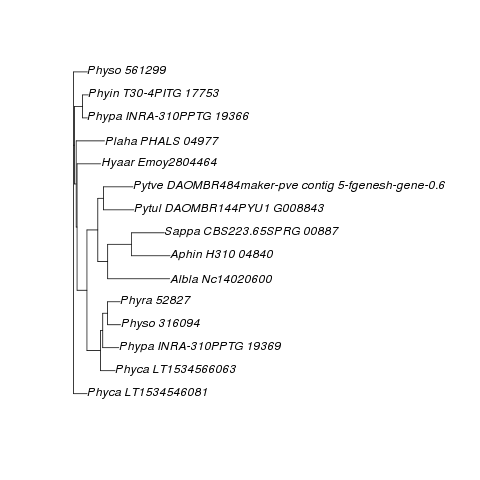 Physo 561299
Phyin T30-4PITG 17753
Phypa INRA-310PPTG 19366
Plaha PHALS 04977
Hyaar Emoy2804464
Pytve DAOMBR484maker-pve contig 5-fgenesh-gene-0.6
Pytul DAOMBR144PYU1 G008843
Sappa CBS223.65SPRG 00887
Aphin H310 04840
Albla Nc14020600
Phyra 52827
Physo 316094
Phypa INRA-310PPTG 19369
Phyca LT1534566063
Phyca LT1534546081